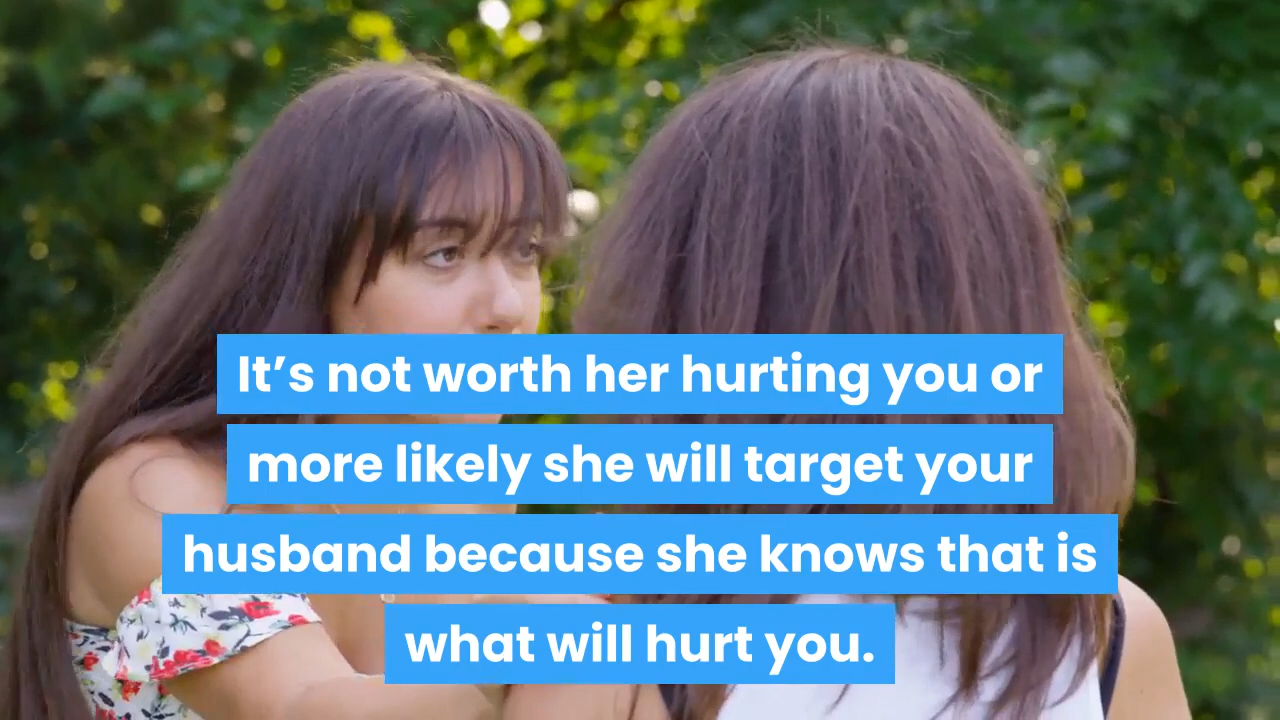 It’s not worth her hurting you or
more likely she will target your
husband because she knows that is
what will hurt you.